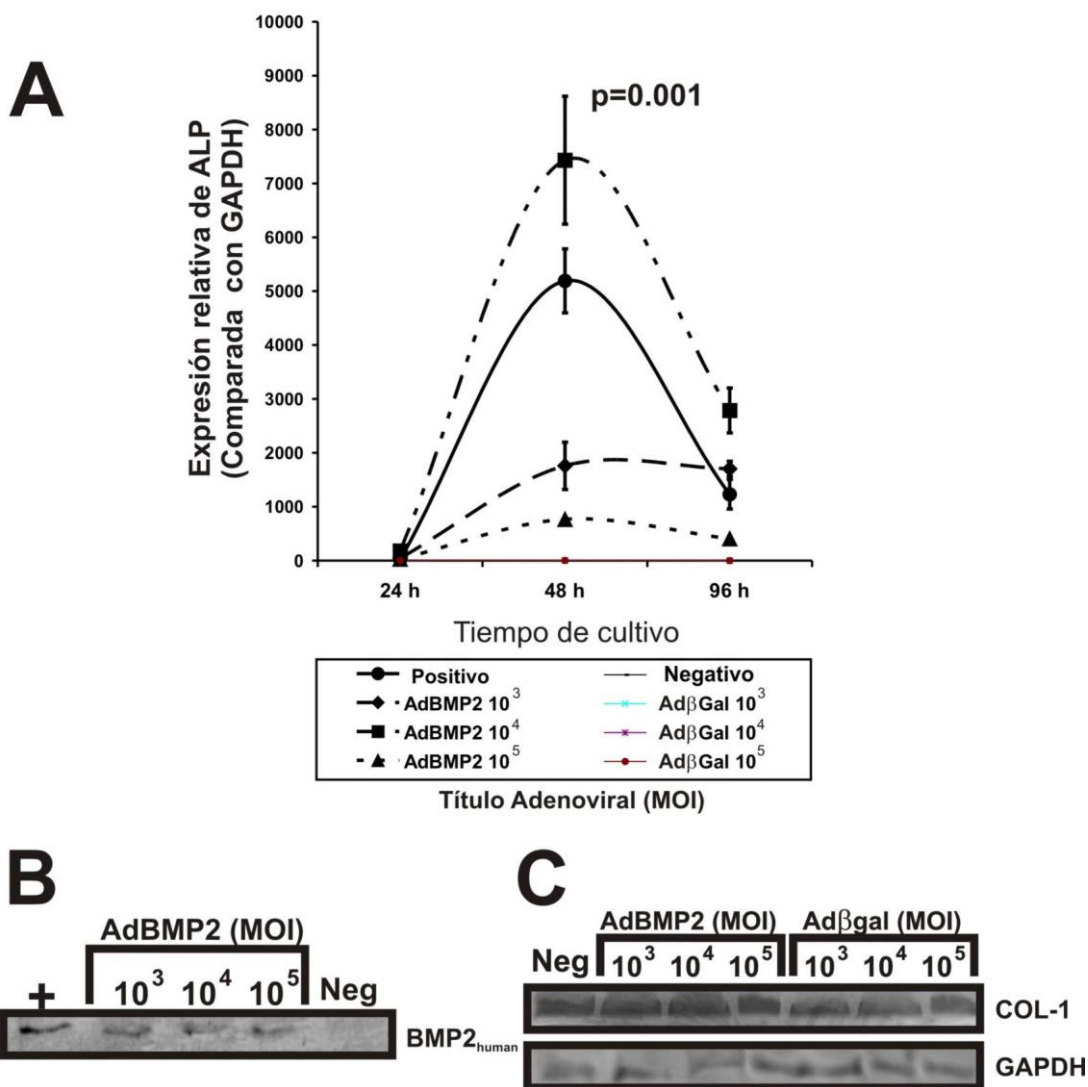 A
Expresión relativa de ALP
(Comparada con GAPDH)
10000
9000
8000
7000
6000
5000
4000
3000
2000
1000
0
p=0.001
24 h 48 h 96 h
Tiempo de cultivo
Positivo Negativo
AdBMP2 10³ AdβGal 10³
AdBMP2 10⁴ AdβGal 10⁴
AdBMP2 10⁵ AdβGal 10⁵
Título Adenoviral (MOI)
B
AdBMP2 (MOI)
+ 10³ 10⁴ 10⁵ Neg
BMP2human
C
AdBMP2 (MOI) Adβgal (MOI)
Neg 10³ 10⁴ 10⁵ 10³ 10⁴ 10⁵
COL-1
GAPDH